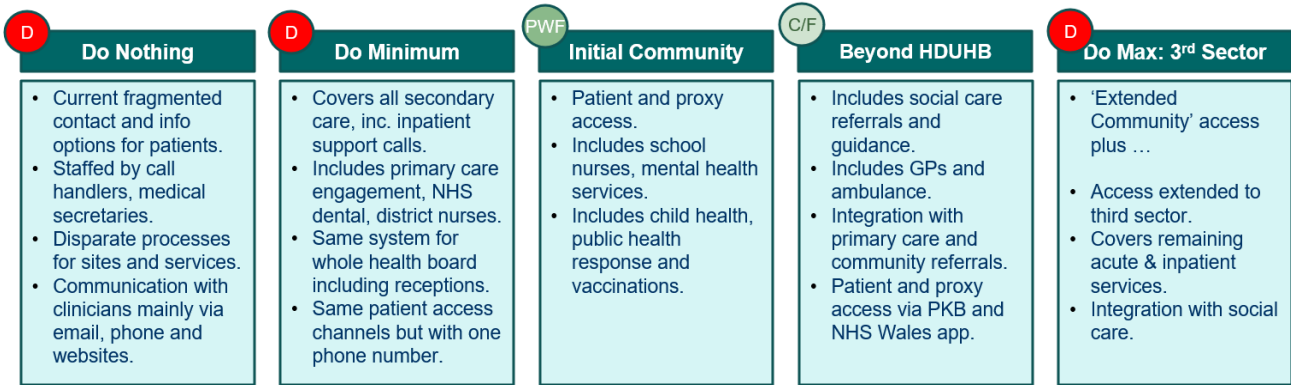 D
Do Nothing
• Current fragmented
contact and info
options for patients.
• Staffed by call
handlers, medical
secretaries.
• Disparate processes
for sites and services.
• Communication with
clinicians mainly via
email, phone and
websites.
D
Do Minimum
• Covers all secondary
care, inc. inpatient
support calls.
• Includes primary care
engagement, NHS
dental, district nurses.
• Same system for
whole health board
including receptions.
• Same patient access
channels but with one
phone number.
PWF
Initial Community
• Patient and proxy
access.
• Includes school
nurses, mental health
services.
• Includes child health,
public health
response and
vaccinations.
C/F
Beyond HDUHB
• Includes social care
referrals and
guidance.
• Includes GPs and
ambulance.
• Integration with
primary care and
community referrals.
• Patient and proxy
access via PKB and
NHS Wales app.
D
Do Max: 3rd Sector
• ‘Extended
Community’ access
plus …
• Access extended to
third sector.
• Covers remaining
acute & inpatient
services.
• Integration with social
care.